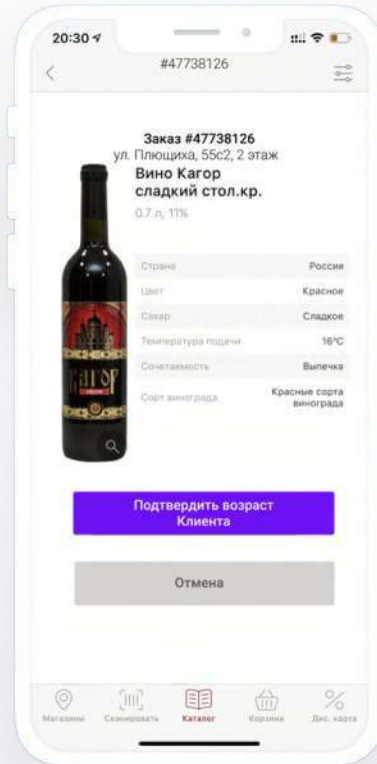 20:30
#47738126
Заказ #47738126
ул. Плющиха, 55с2, 2 этаж
Вино Кагор
сладкий стол.кр.
0.7 л, 11%
Страна
России
Цвет
Красное
Сахар
Сладкое
Температура подачи
16°C
Сочетаемость
Выпечка
Сорт винограда
Красные сорта
винограда
КАГОР
Подтвердить возраст
Клиента
Отмена
Магазины
Сканировать
Каталог
Корзина
Дис. карта